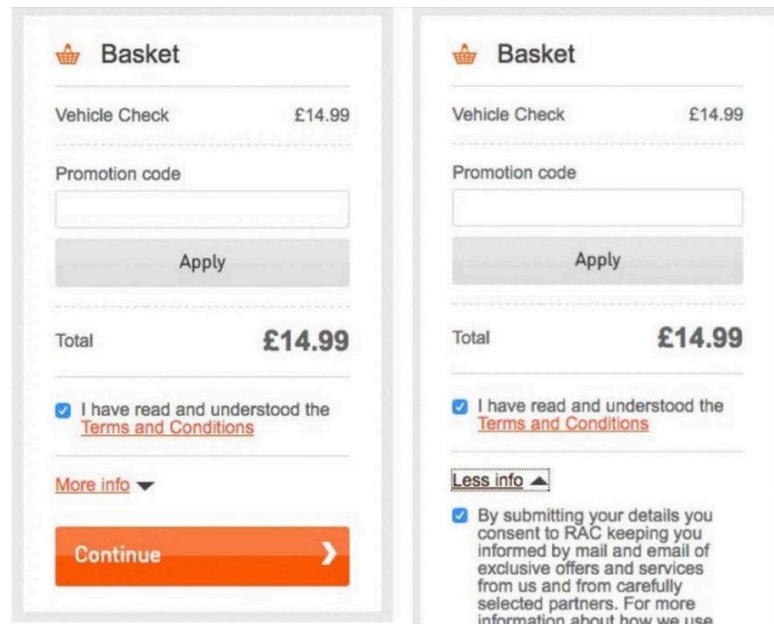 Basket
Vehicle Check £14.99
Promotion code
Apply
Total £14.99
I have read and understood the
Terms and Conditions
More info
Continue
Basket
Vehicle Check £14.99
Promotion code
Apply
Total £14.99
I have read and understood the
Terms and Conditions
Less info
By submitting your details you
consent to RAC keeping you
informed by mail and email of
exclusive offers and services
from us and from carefully
selected partners. For more
information about how we use